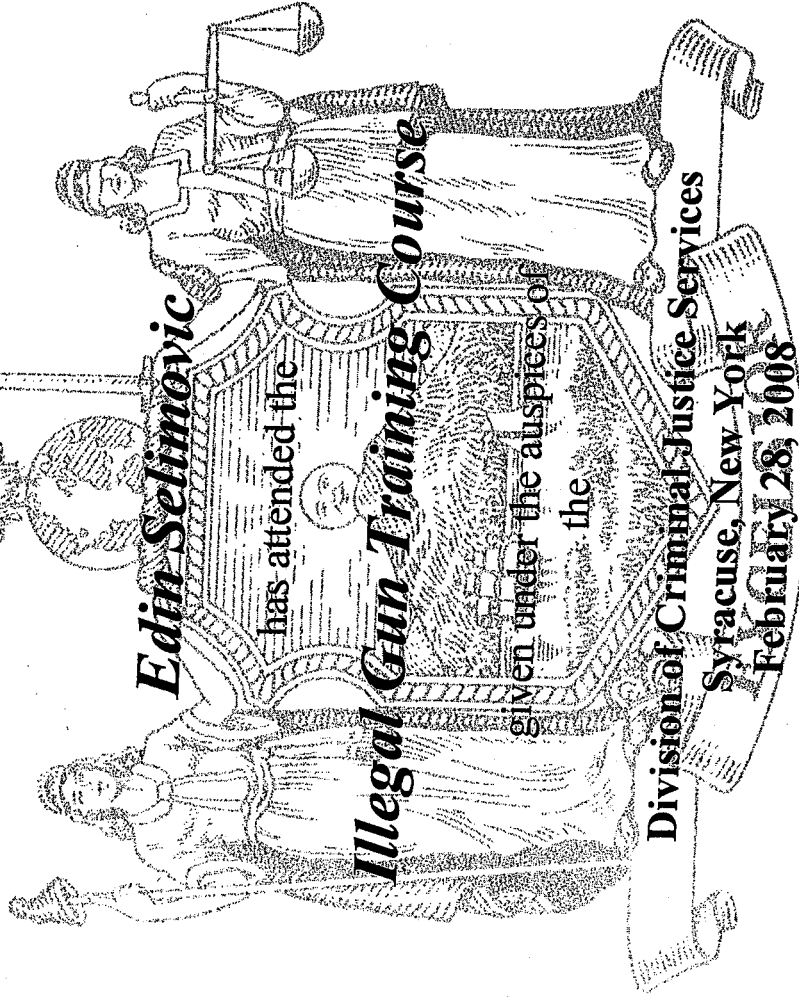 Edin Selimovic
has attended the
Illegal Gun Training Course
given under the auspices of
the
Division of Criminal Justice Services
Syracuse, New York
February 28, 2008